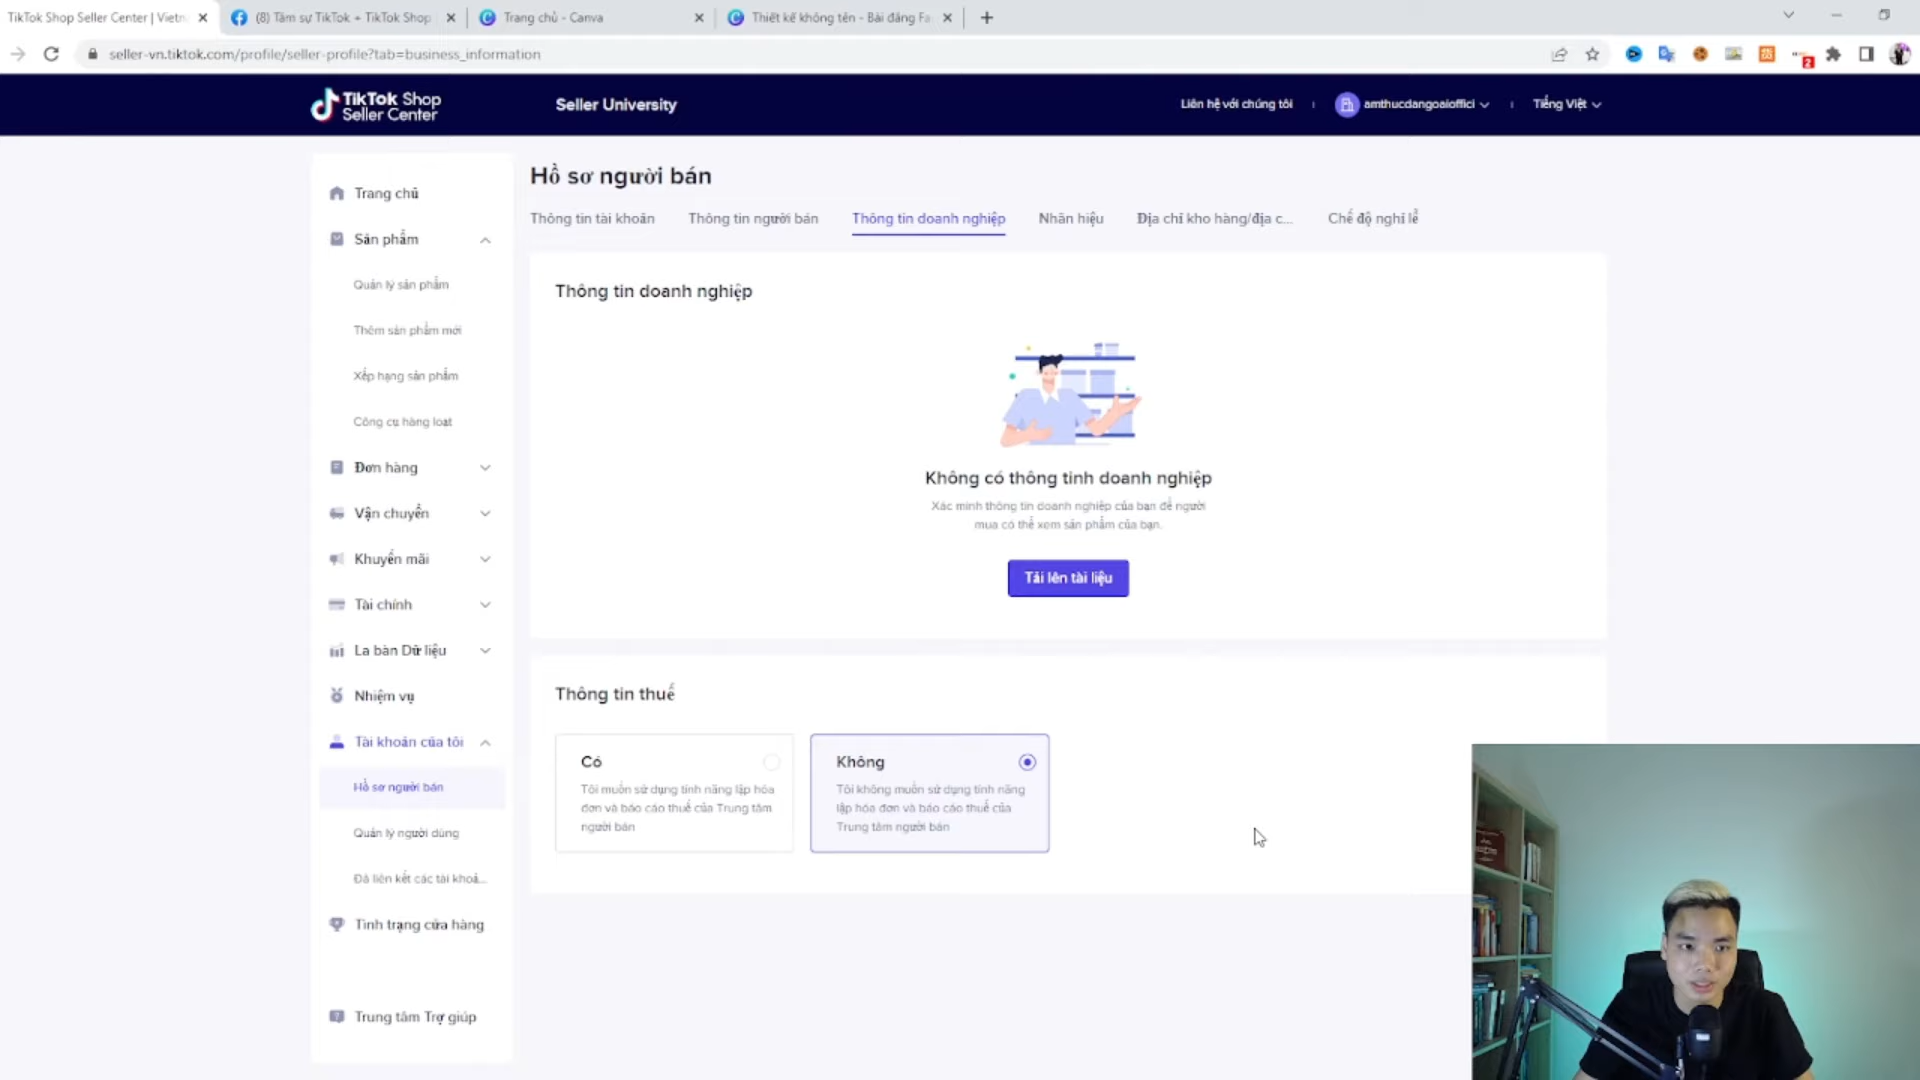 TikTok Shop Seller Center | Vietn
(8) Tâm sự TikTok + TikTok Shop
Trang chủ - Canva
Thiết kế không tên - Bài đăng Fa
seller-vn.tiktok.com/profile/seller-profile?tab=business_information
2
TikTok Shop
Seller Center
Seller University
Liên hệ với chúng tôi
amthucdangoaioffici
Tiếng Việt
Trang chủ
Sản phẩm
Quản lý sản phẩm
Thêm sản phẩm mới
Xếp hạng sản phẩm
Công cụ hàng loạt
Đơn hàng
Vận chuyển
Khuyến mãi
Tài chính
La bàn Dữ liệu
Nhiệm vụ
Tài khoản của tôi
Hồ sơ người bán
Quản lý người dùng
Đã liên kết các tài khoả...
Tình trạng cửa hàng
Trung tâm Trợ giúp
Hồ sơ người bán
Thông tin tài khoản
Thông tin người bán
Thông tin doanh nghiệp
Nhãn hiệu
Địa chỉ kho hàng/địa c...
Chế độ nghỉ lễ
Thông tin doanh nghiệp
Không có thông tinh doanh nghiệp
Xác minh thông tin doanh nghiệp của bạn để người
mua có thể xem sản phẩm của bạn.
Tải lên tài liệu
Thông tin thuế
Có
Tôi muốn sử dụng tính năng lập hóa
đơn và báo cáo thuế của Trung tâm
người bán
Không
Tôi không muốn sử dụng tính năng
lập hóa đơn và báo cáo thuế của
Trung tâm người bán